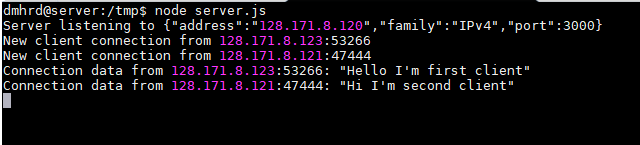 dmhrd@server:/tmp$ node server.js
Server listening to {"address":"128.171.8.120","family":"IPv4","port":3000}
New client connection from 128.171.8.123:53266
New client connection from 128.171.8.121:47444
Connection data from 128.171.8.123:53266: "Hello I'm first client"
Connection data from 128.171.8.121:47444: "Hi I'm second client"